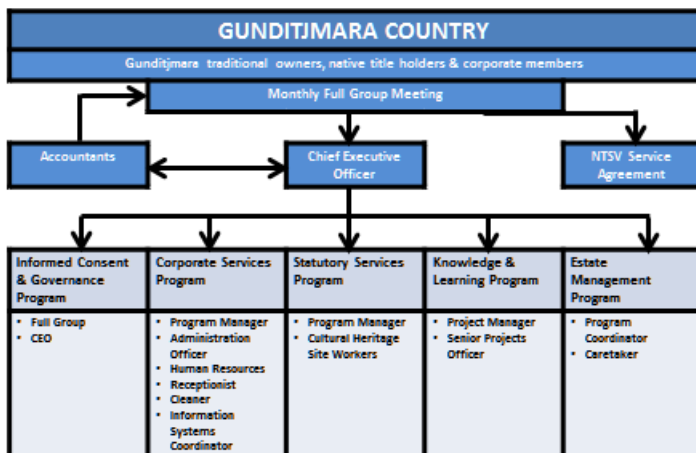 GUNDITJMARA COUNTRY
Gunditjmara traditional owners, native title holders & corporate members
Monthly Full Group Meeting
Accountants
Chief Executive
Officer
NTSV Service
Agreement
Informed Consent
& Governance
Program
• Full Group
• CEO
Corporate Services
Program
• Program Manager
• Administration
Officer
• Human Resources
• Receptionist
• Cleaner
• Information
Systems
Coordinator
Statutory Services
Program
• Program Manager
• Cultural Heritage
Site Workers
Knowledge &
Learning Program
• Project Manager
• Senior Projects
Officer
Estate
Management
Program
• Program
Coordinator
• Caretaker